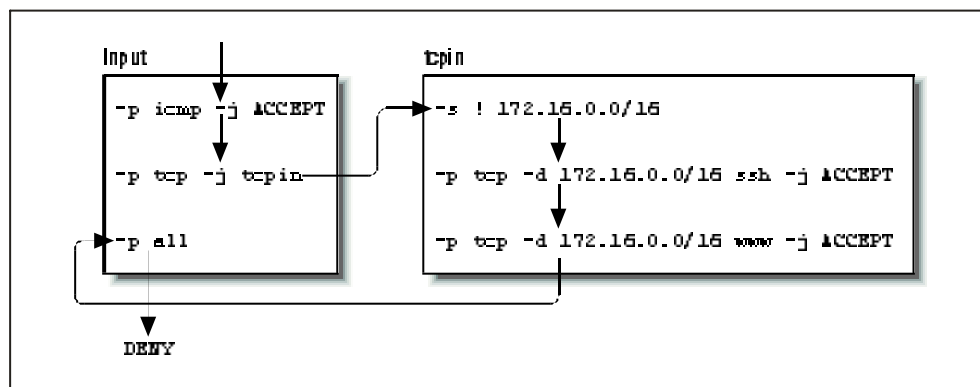 Input
-p icmp -j ACCEPT
-p tcp -j tcpin
-p all
DENY
tcpin
-s ! 172.16.0.0/16
-p tcp -d 172.16.0.0/16 ssh -j ACCEPT
-p tcp -d 172.16.0.0/16 www -j ACCEPT